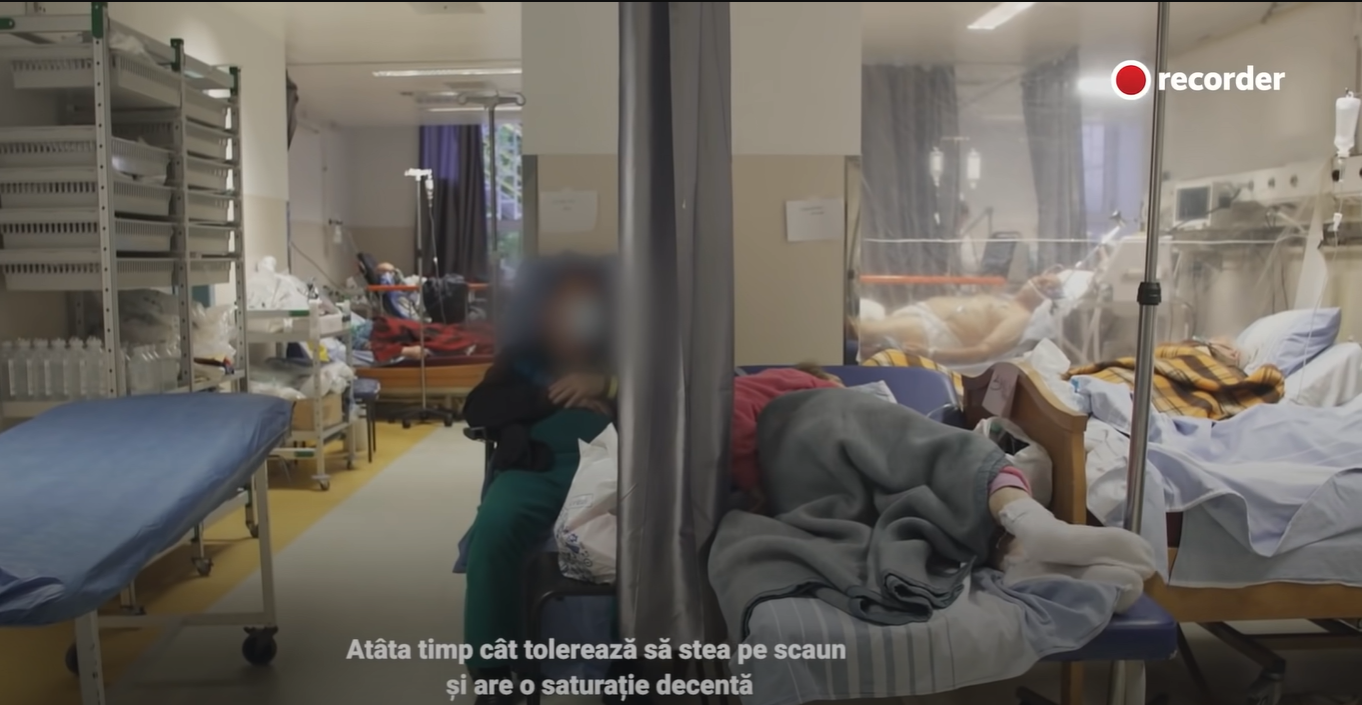 recorder
Atâta timp cât tolerează să stea pe scaun
și are o saturație decentă